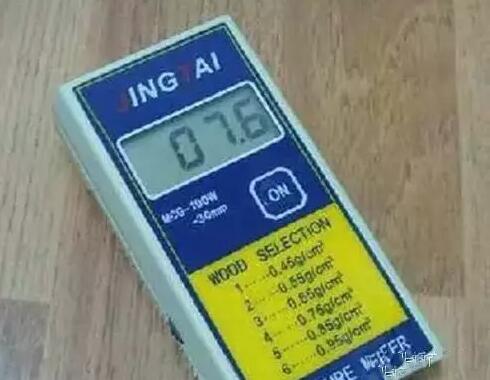 JINGTAI
07.6
MCG-100W
-30mm
ON
WOOD SELECTION
1······0.45g/cm³
2······0.55g/cm³
3······0.65g/cm³
4······0.75g/cm³
5······0.85g/cm³
6······0.95g/cm³